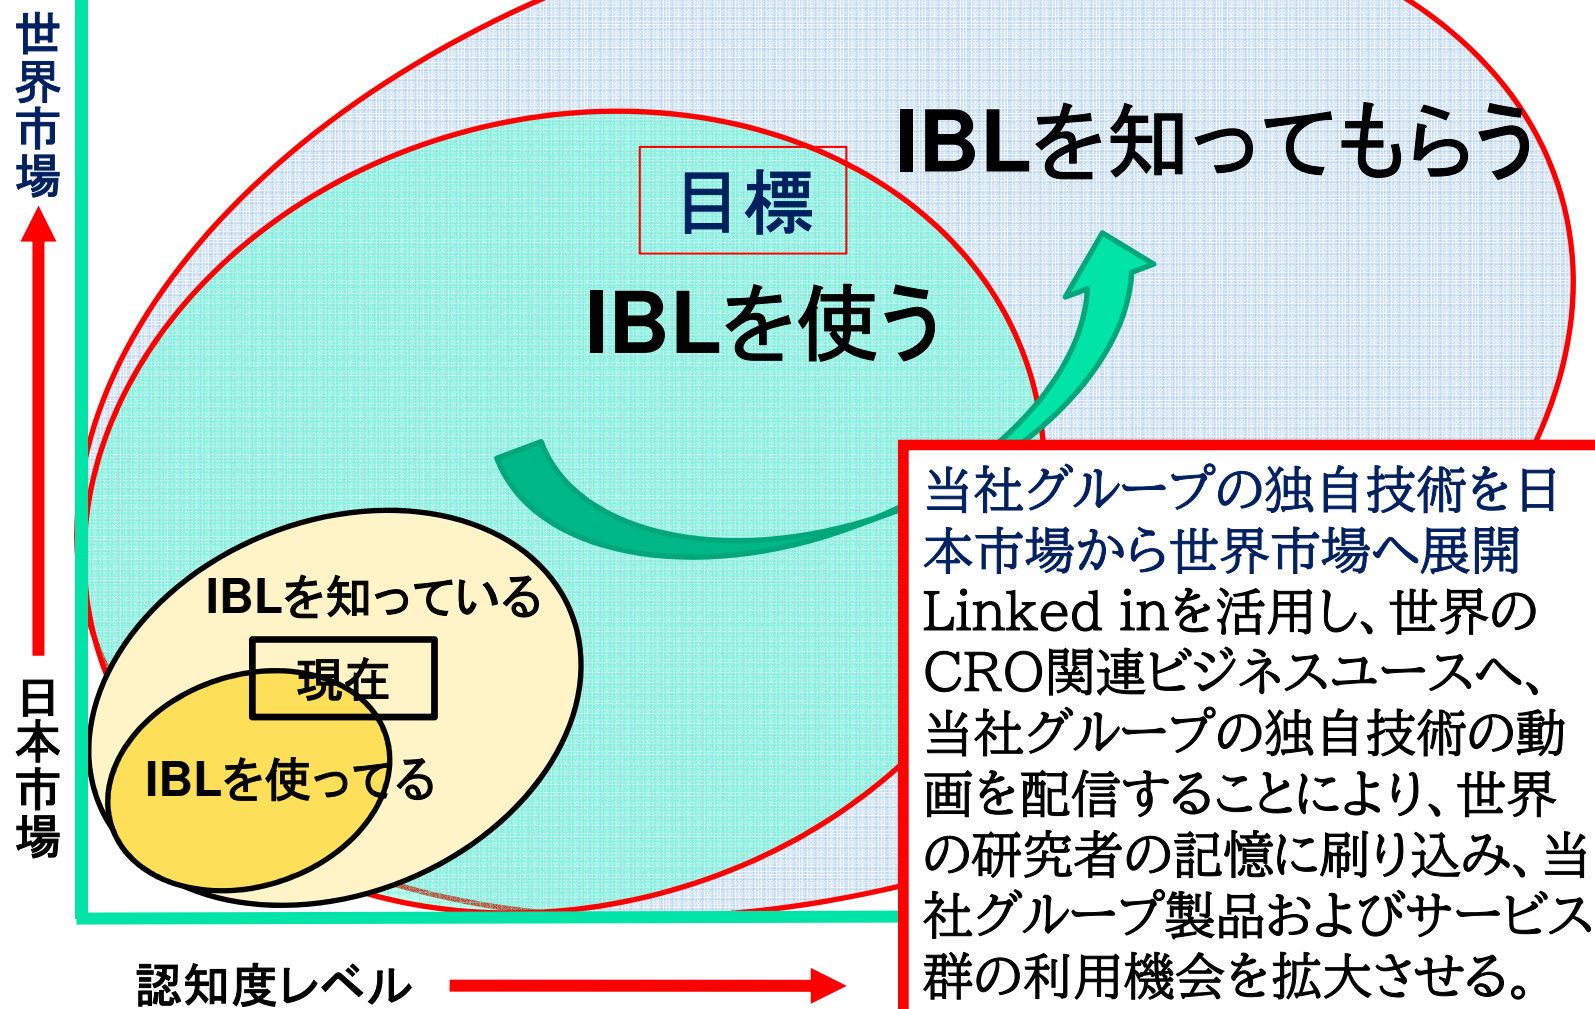 世界市場
IBLを知ってもらう
目標
IBLを使う
IBLを知っている
現在
IBLを使ってる
日本市場
認知度レベル
当社グループの独自技術を日
本市場から世界市場へ展開
Linked inを活用し、世界の
CRO関連ビジネスユースへ、
当社グループの独自技術の動
画を配信することにより、世界
の研究者の記憶に刷り込み、当
社グループ製品およびサービス
群の利用機会を拡大させる。